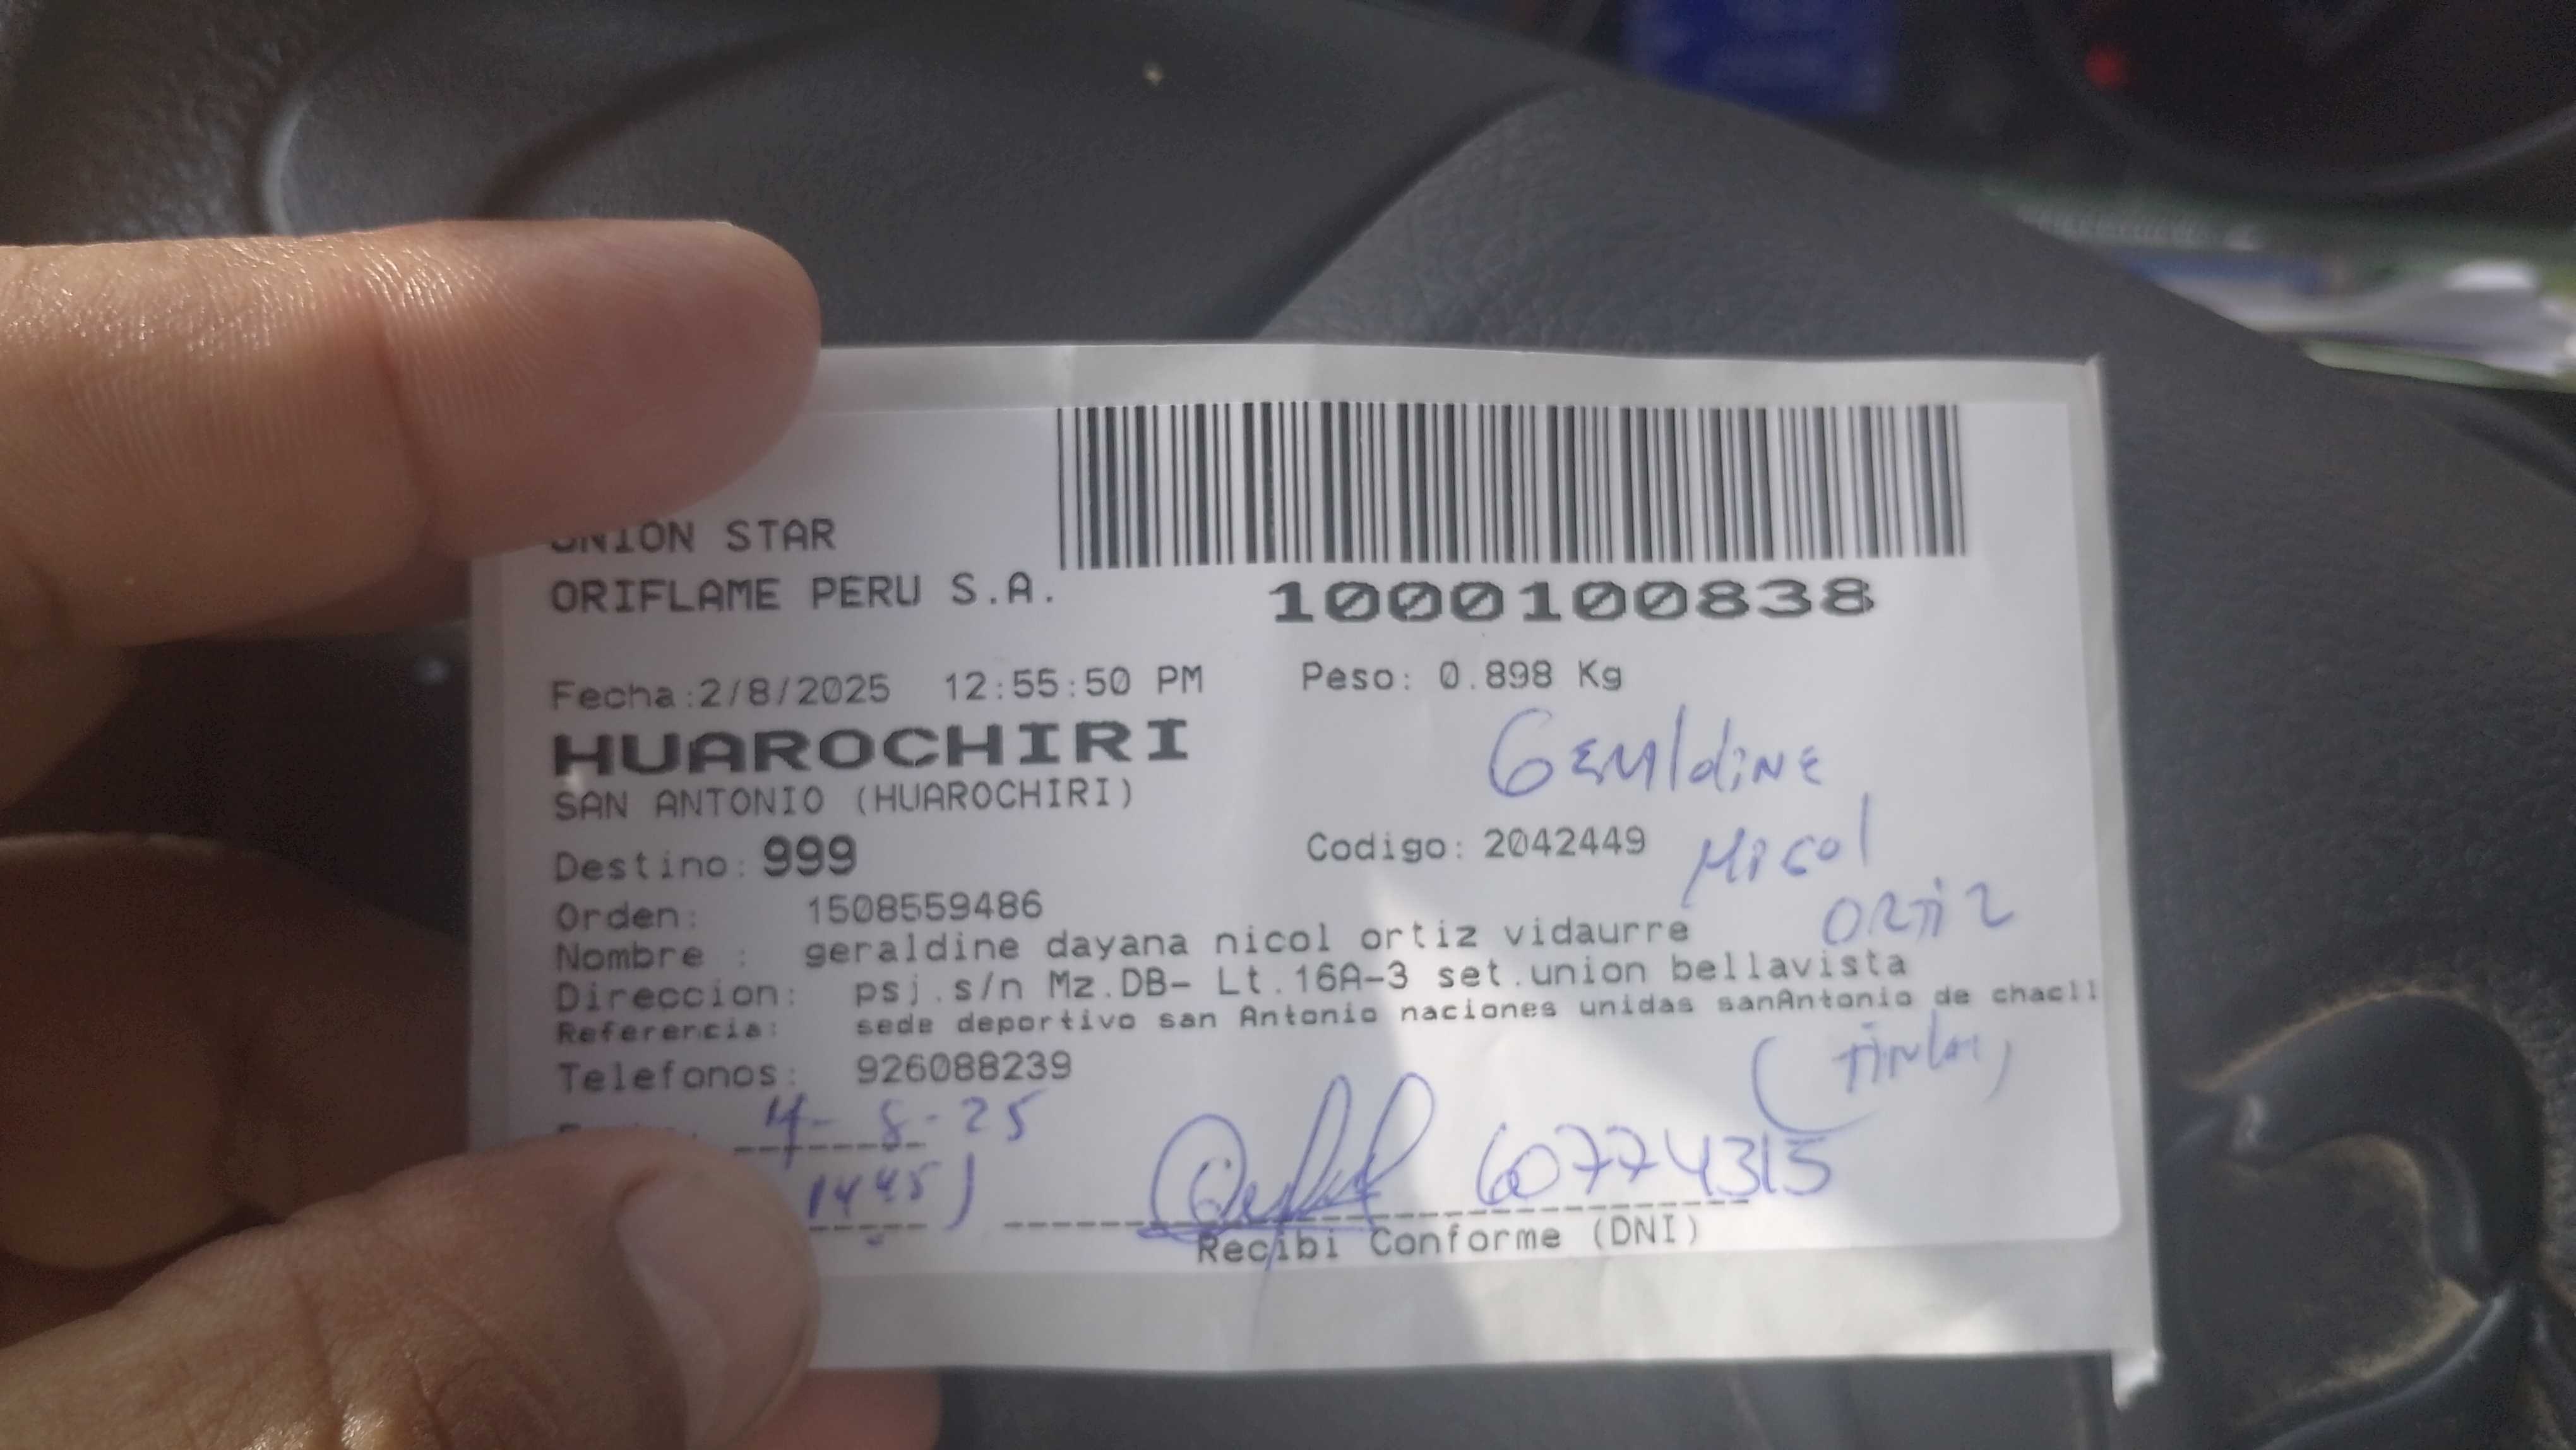 UNION STAR
ORIFLAME PERU S.A.
1000100838
Fecha:2/8/2025 12:55:50 PM Peso: 0.898 Kg
HUAROCHIRI
SAN ANTONIO (HUAROCHIRI)
Geraldine
Destino: 999 Codigo: 2042449
Nicol
Ortiz
Orden: 1508559486
Nombre : geraldine dayana nicol ortiz vidaurre
Direccion: psj.s/n Mz.DB- Lt.16A-3 set.union bellavista
Referencia: sede deportivo san Antonio naciones unidas sanAntonio de chacll
Telefonos: 926088239
4-8-25
1445 60774315
Recibi Conforme (DNI)